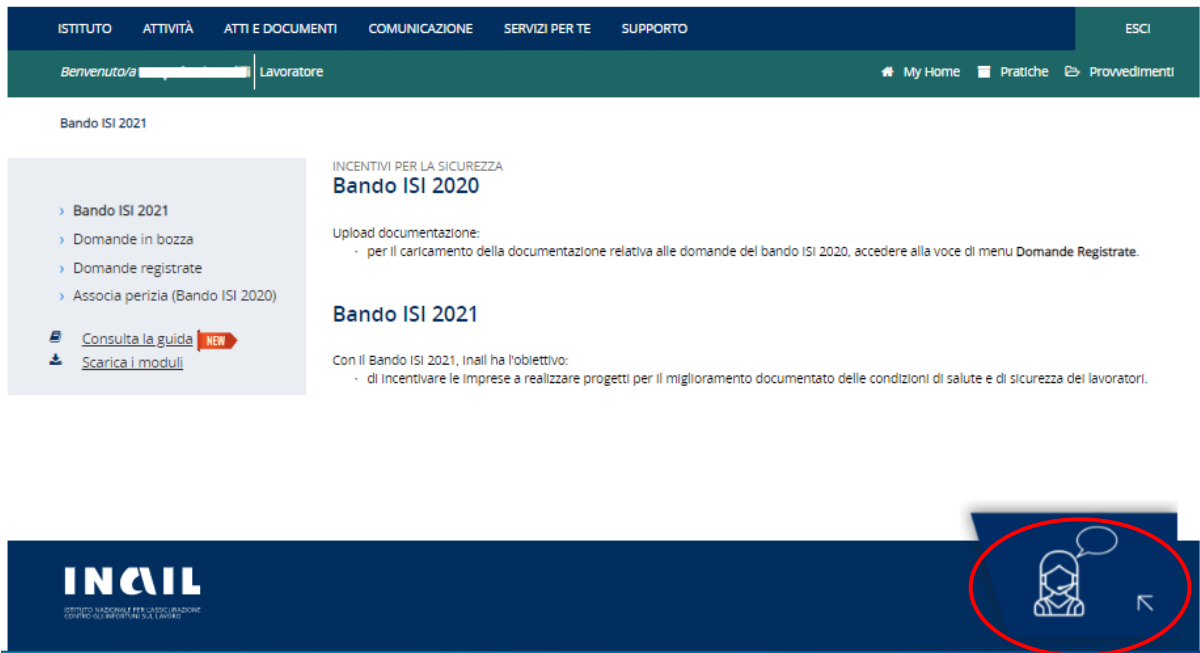 ISTITUTO ATTIVITÀ ATTI E DOCUMENTI COMUNICAZIONE SERVIZI PER TE SUPPORTO ESCI
Benvenuto/a Lavoratore My Home Pratiche Provvedimenti
Bando ISI 2021
Bando ISI 2021
Domande in bozza
Domande registrate
Associa perizia (Bando ISI 2020)
Consulta la guida NEW
Scarica i moduli
INCENTIVI PER LA SICUREZZA
Bando ISI 2020
Upload documentazione:
· per il caricamento della documentazione relativa alle domande del bando ISI 2020, accedere alla voce di menu Domande Registrate.
Bando ISI 2021
Con il Bando ISI 2021, Inail ha l'obiettivo:
· di incentivare le imprese a realizzare progetti per il miglioramento documentato delle condizioni di salute e di sicurezza dei lavoratori.
INAIL
ISTITUTO NAZIONALE PER L'ASSICURAZIONE
CONTRO GLI INFORTUNI SUL LAVORO